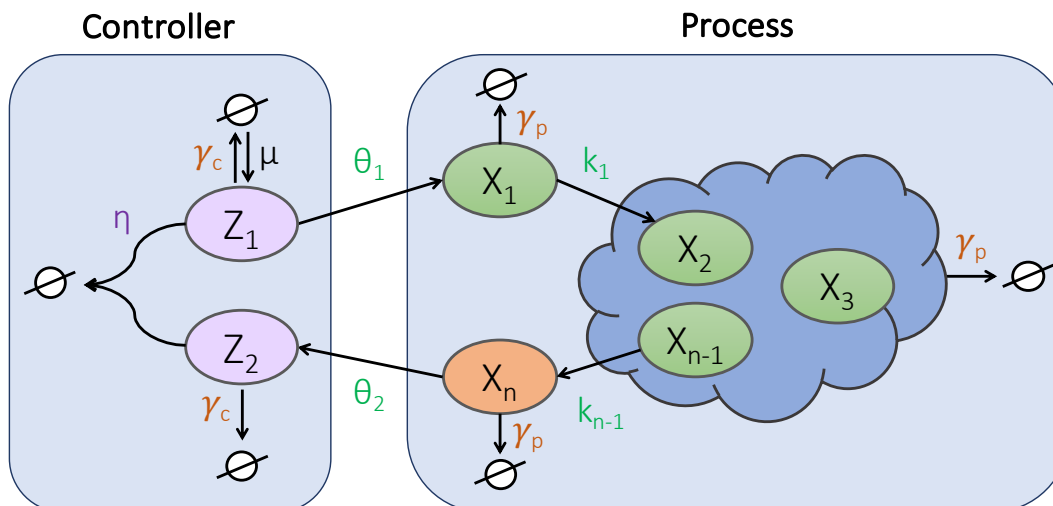 Controller
Process
γc
μ
η
Z1
Z2
γc
θ1
θ2
γp
X1
k1
X2
X3
Xn-1
kn-1
Xn
γp
γp